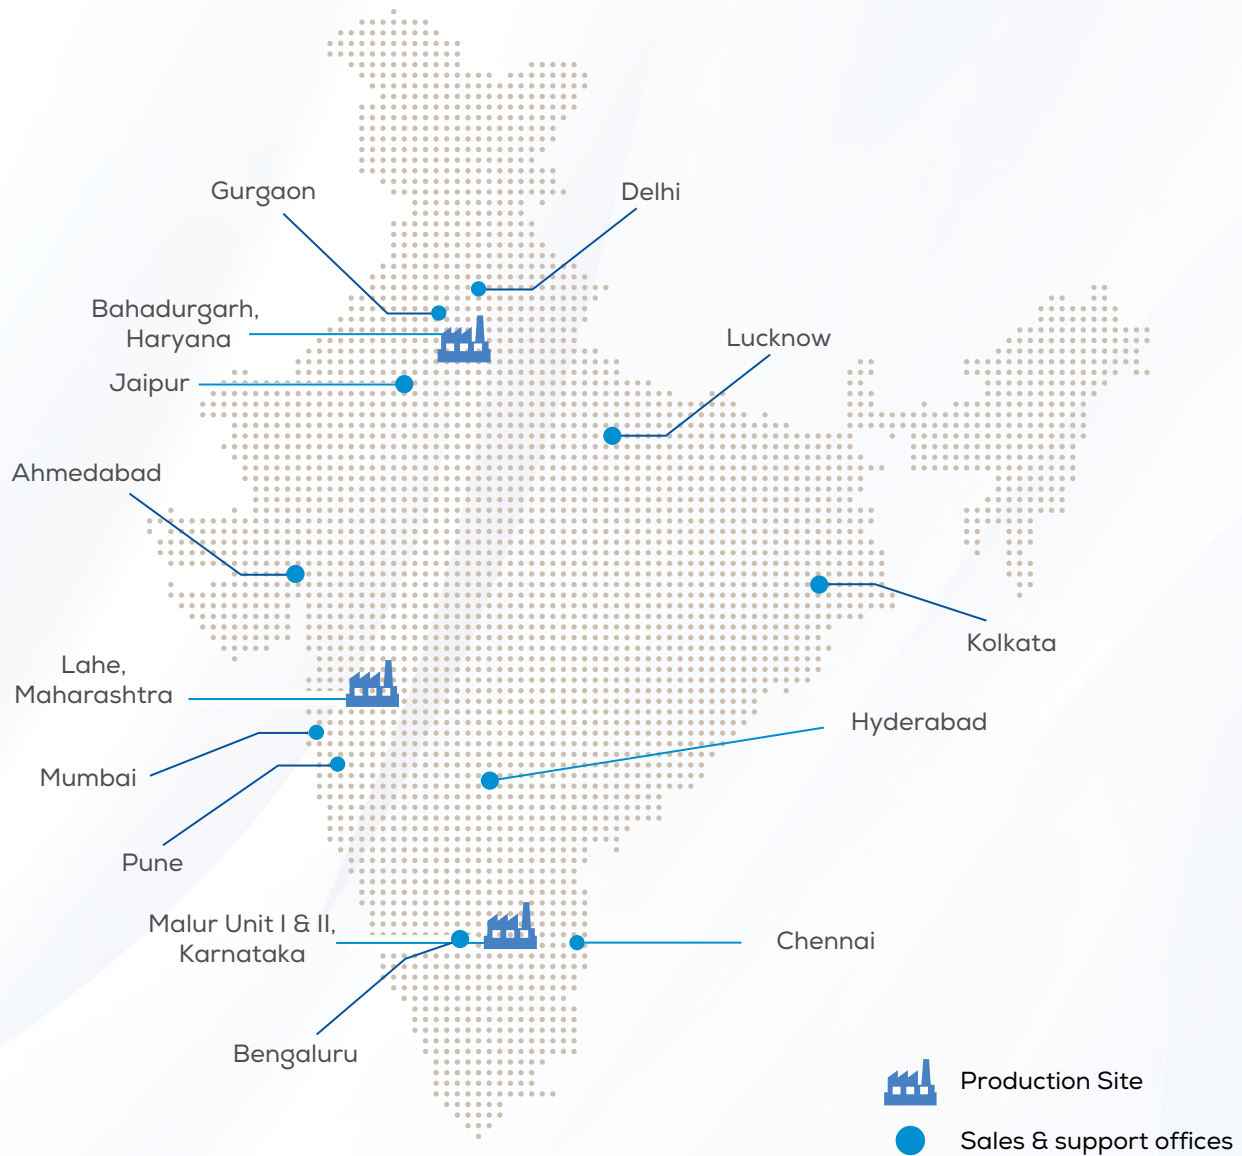 Gurgaon
Delhi
Bahadurgarh,
Haryana
Lucknow
Jaipur
Ahmedabad
Kolkata
Lahe,
Maharashtra
Hyderabad
Mumbai
Pune
Malur Unit I & II,
Karnataka
Chennai
Bengaluru
Production Site
Sales & support offices